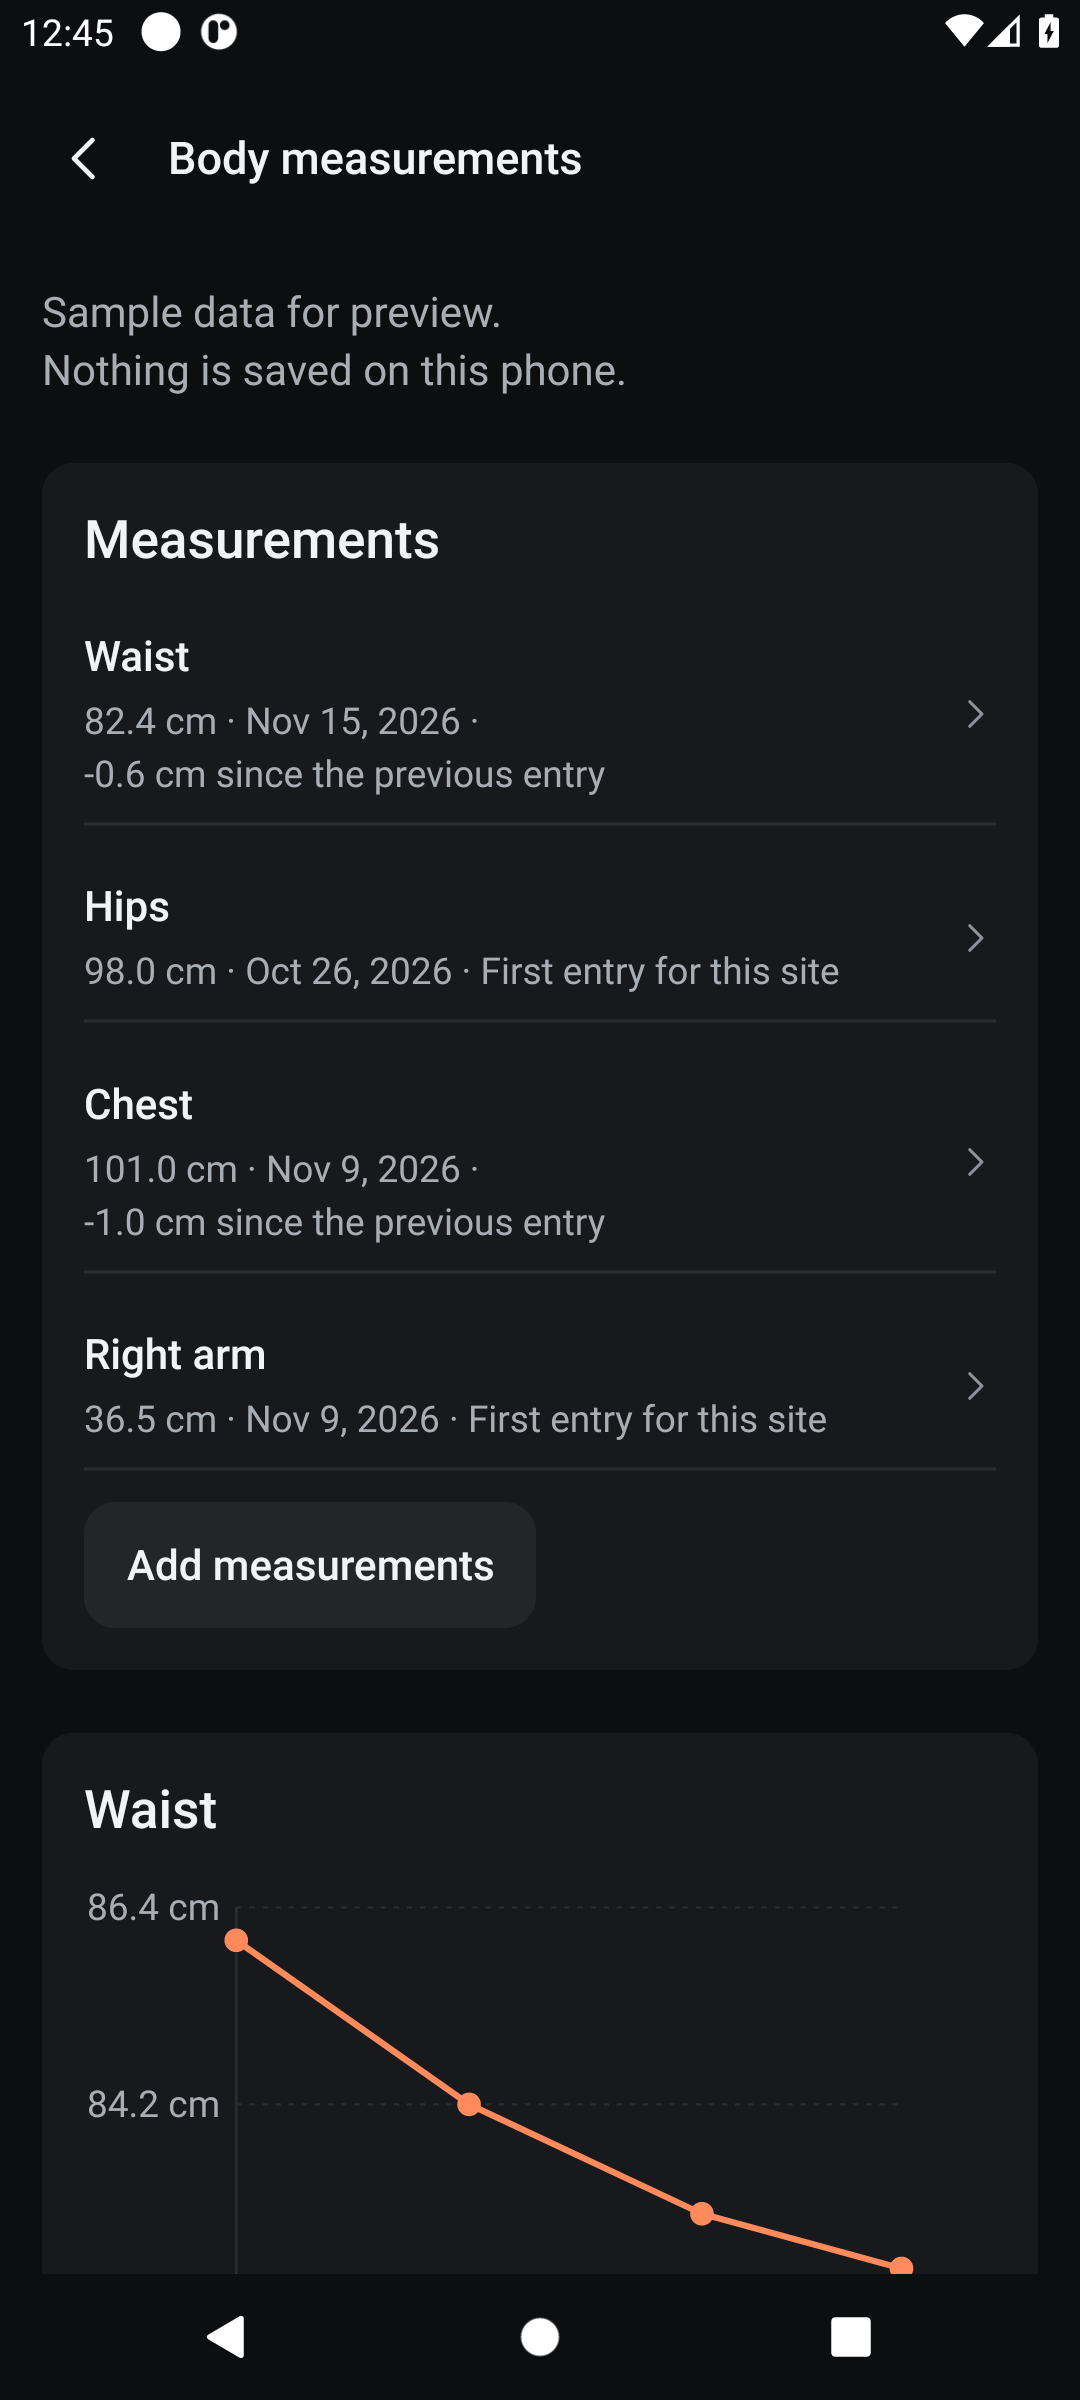 12:45
Body measurements
Sample data for preview.
Nothing is saved on this phone.
Measurements
Waist
82.4 cm · Nov 15, 2026 ·
-0.6 cm since the previous entry
Hips
98.0 cm · Oct 26, 2026 · First entry for this site
Chest
101.0 cm · Nov 9, 2026 ·
-1.0 cm since the previous entry
Right arm
36.5 cm · Nov 9, 2026 · First entry for this site
Add measurements
Waist
86.4 cm
84.2 cm